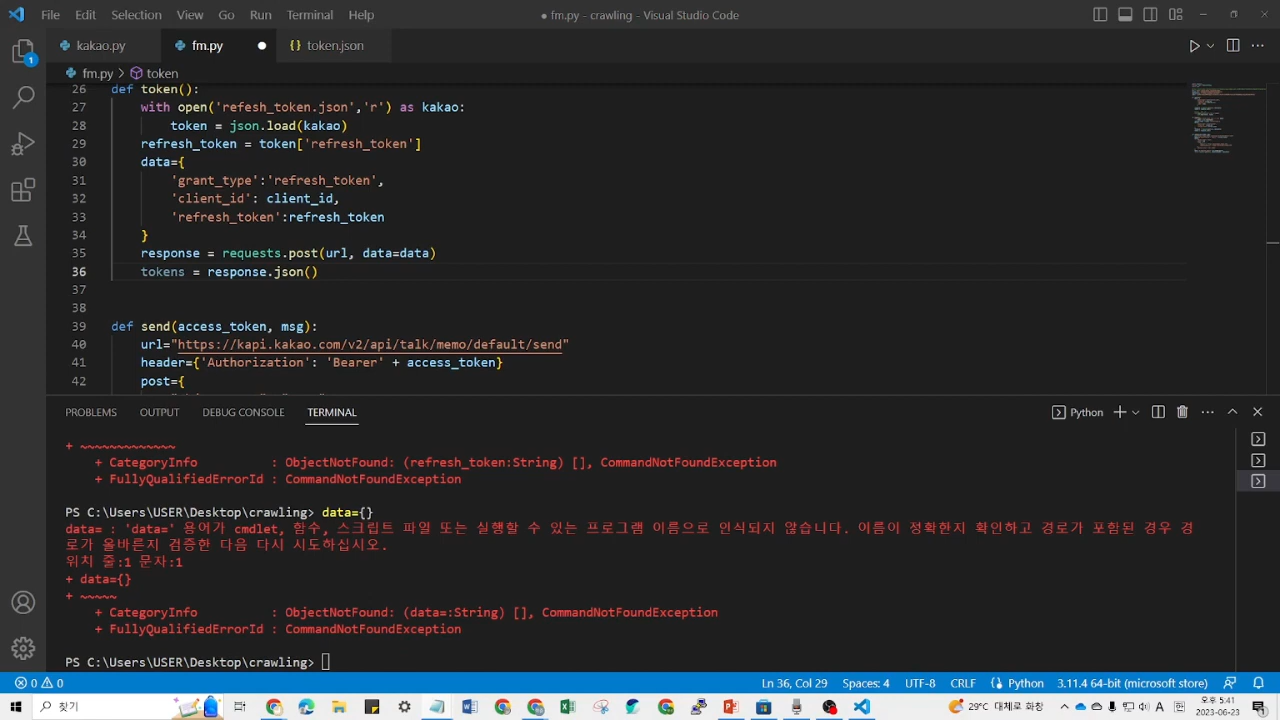 File Edit Selection View Go Run Terminal Help ● fm.py - crawling - Visual Studio Code
kakao.py fm.py ● {} token.json
fm.py > token
26 def token():
27 with open('refesh_token.json','r') as kakao:
28 token = json.load(kakao)
29 refresh_token = token['refresh_token']
30 data={
31 'grant_type':'refresh_token',
32 'client_id': client_id,
33 'refresh_token':refresh_token
34 }
35 response = requests.post(url, data=data)
36 tokens = response.json()
37
38
39 def send(access_token, msg):
40 url="https://kapi.kakao.com/v2/api/talk/memo/default/send"
41 header={'Authorization': 'Bearer' + access_token}
42 post={
PROBLEMS OUTPUT DEBUG CONSOLE TERMINAL Python
+ ~~~~~~~~~~~~~
+ CategoryInfo : ObjectNotFound: (refresh_token:String) [], CommandNotFoundException
+ FullyQualifiedErrorId : CommandNotFoundException
PS C:\Users\USER\Desktop\crawling> data={}
data= : 'data=' 용어가 cmdlet, 함수, 스크립트 파일 또는 실행할 수 있는 프로그램 이름으로 인식되지 않습니다. 이름이 정확한지 확인하고 경로가 포함된 경우 경
로가 올바른지 검증한 다음 다시 시도하십시오.
위치 줄:1 문자:1
+ data={}
+ ~~~~~
+ CategoryInfo : ObjectNotFound: (data=:String) [], CommandNotFoundException
+ FullyQualifiedErrorId : CommandNotFoundException
PS C:\Users\USER\Desktop\crawling>
0 0 Ln 36, Col 29 Spaces: 4 UTF-8 CRLF Python 3.11.4 64-bit (microsoft store)
찾기 29°C 대체로 화창 A 오후 5:41
2023-06-23